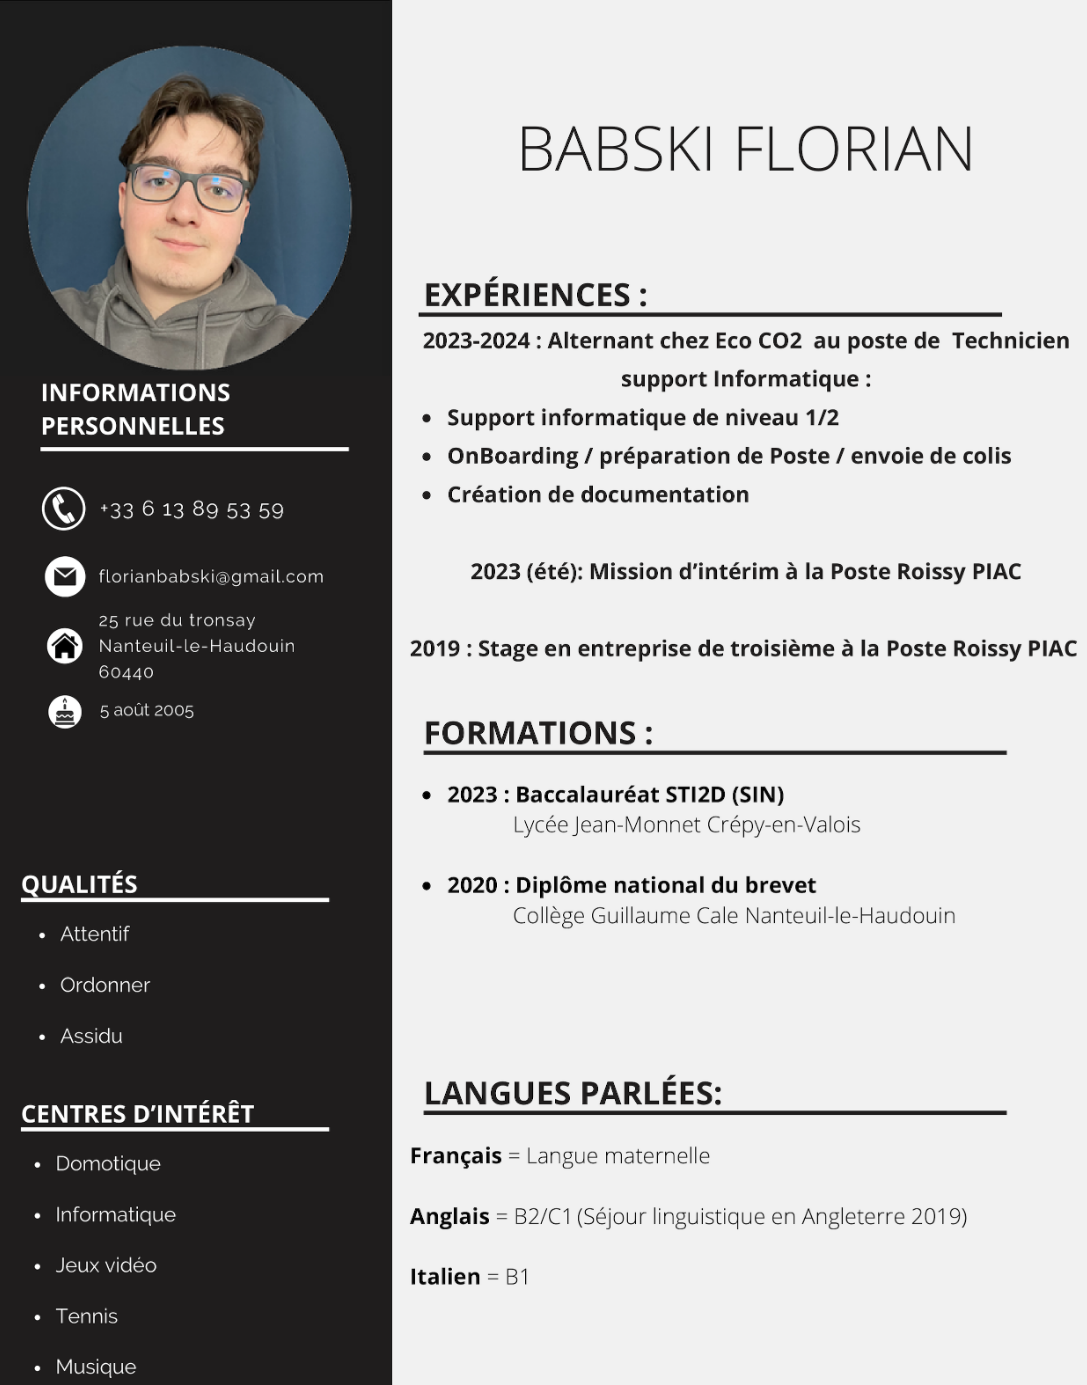 BABSKI FLORIAN
INFORMATIONS
PERSONNELLES
+33 6 13 89 53 59
florianbabski@gmail.com
25 rue du tronsay
Nanteuil-le-Haudouin
60440
5 août 2005
QUALITÉS
• Attentif
• Ordonner
• Assidu
CENTRES D’INTÉRÊT
• Domotique
• Informatique
• Jeux vidéo
• Tennis
• Musique
EXPÉRIENCES :
2023-2024 : Alternant chez Eco CO2 au poste de Technicien
support Informatique :
• Support informatique de niveau 1/2
• OnBoarding / préparation de Poste / envoie de colis
• Création de documentation
2023 (été): Mission d’intérim à la Poste Roissy PIAC
2019 : Stage en entreprise de troisième à la Poste Roissy PIAC
FORMATIONS :
• 2023 : Baccalauréat STI2D (SIN)
Lycée Jean-Monnet Crépy-en-Valois
• 2020 : Diplôme national du brevet
Collège Guillaume Cale Nanteuil-le-Haudouin
LANGUES PARLÉES:
Français = Langue maternelle
Anglais = B2/C1 (Séjour linguistique en Angleterre 2019)
Italien = B1